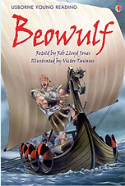 USBORNE YOUNG READING
Beowulf
Retold by Rob Lloyd Jones
Illustrated by Victor Tavares